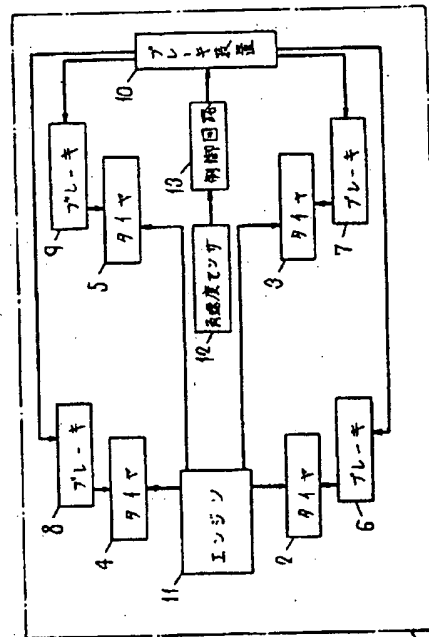 10
ブレーキ装置
9
ブレーキ
5
タイヤ
13
制御回路
12
角速度センサ
3
タイヤ
7
ブレーキ
8
ブレーキ
4
タイヤ
11
エンジン
2
タイヤ
6
ブレーキ